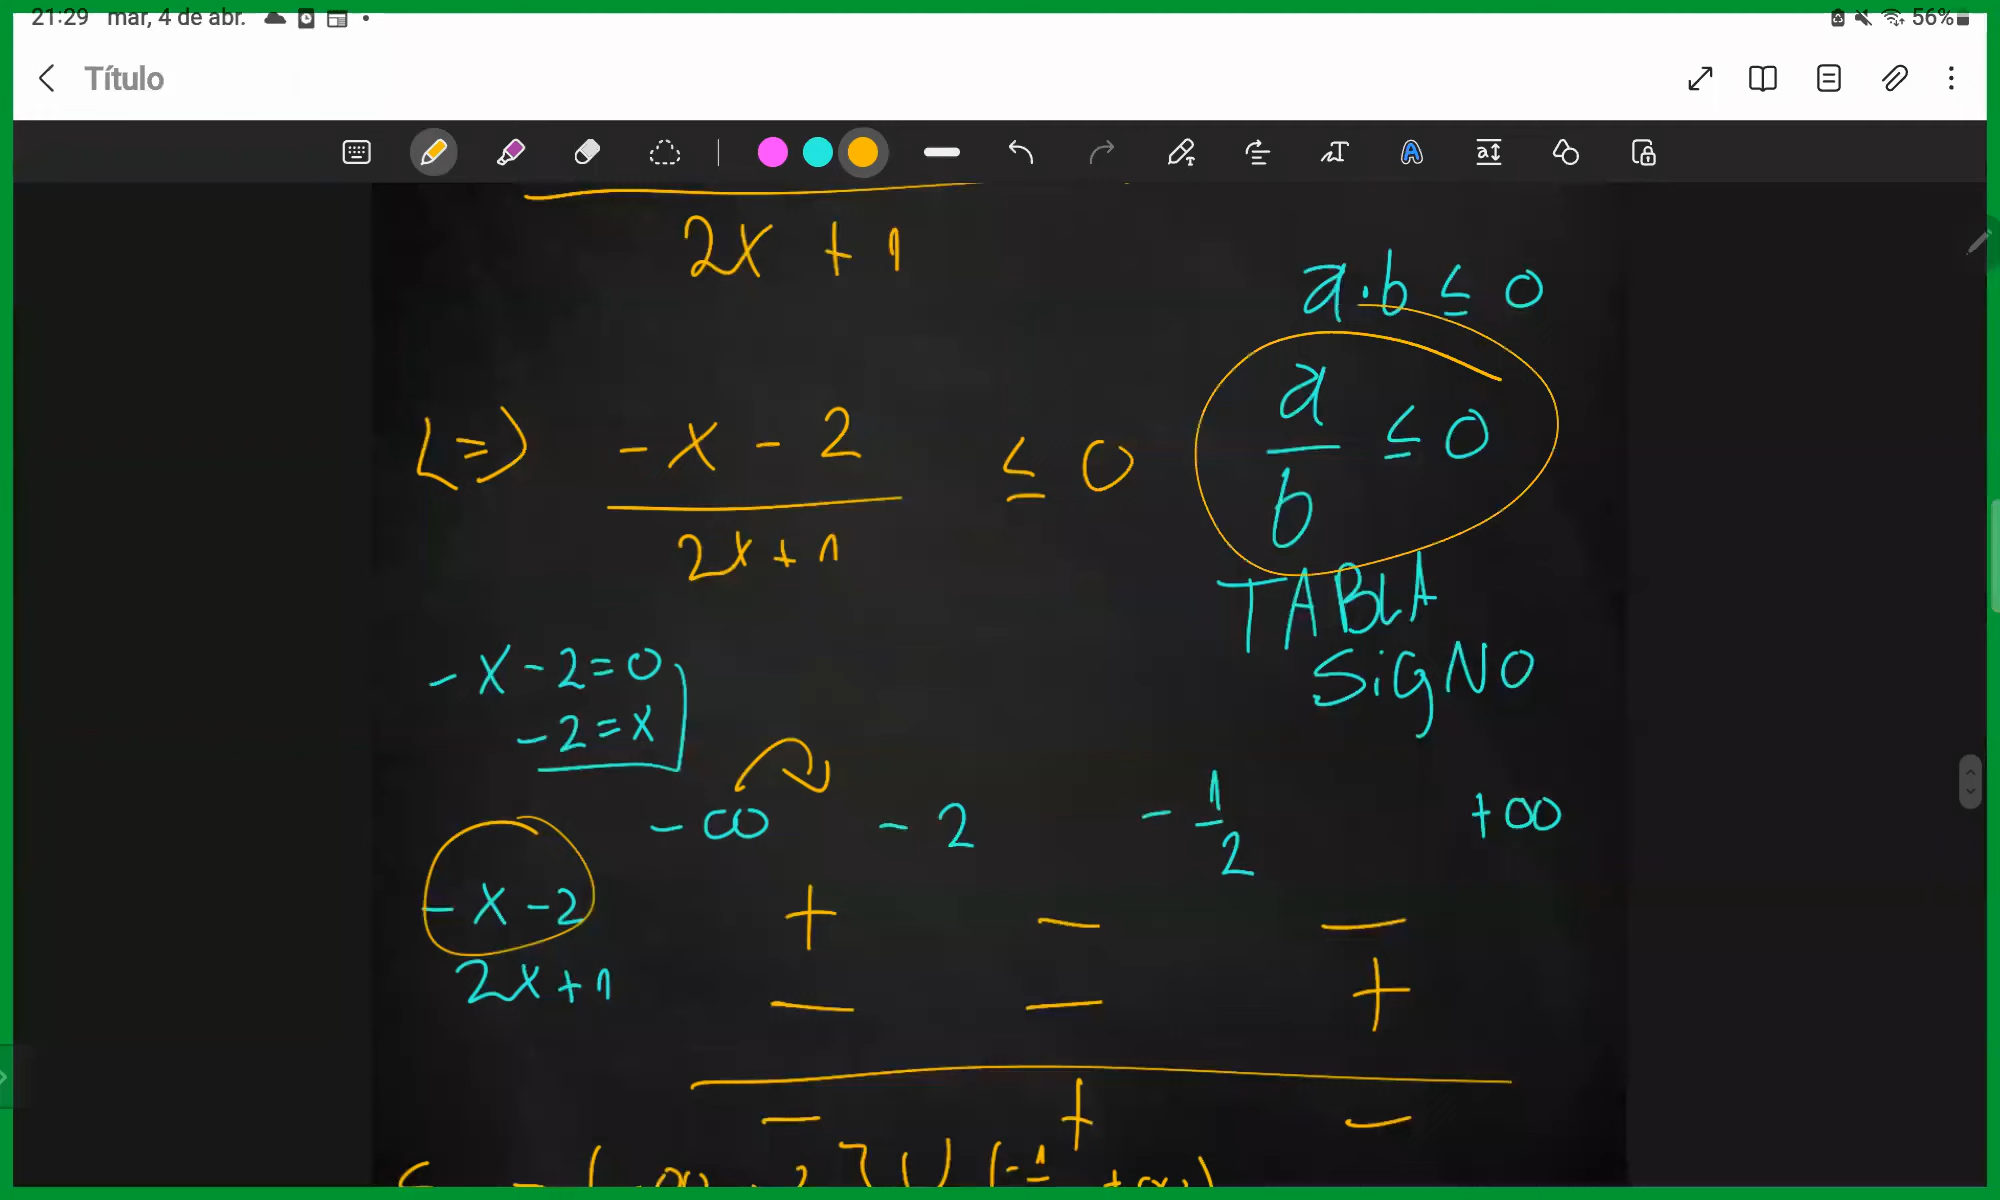 21:29 mar, 4 de abr. 56%
Título
2x + 1
a·b ≤ 0
a/b ≤ 0
<=> (-x - 2)/(2x + 1) ≤ 0
TABLA
SIGNO
-x-2=0
-2=x
-∞ -2 -1/2 +∞
-x-2 + - -
2x+1 - - +
- + -